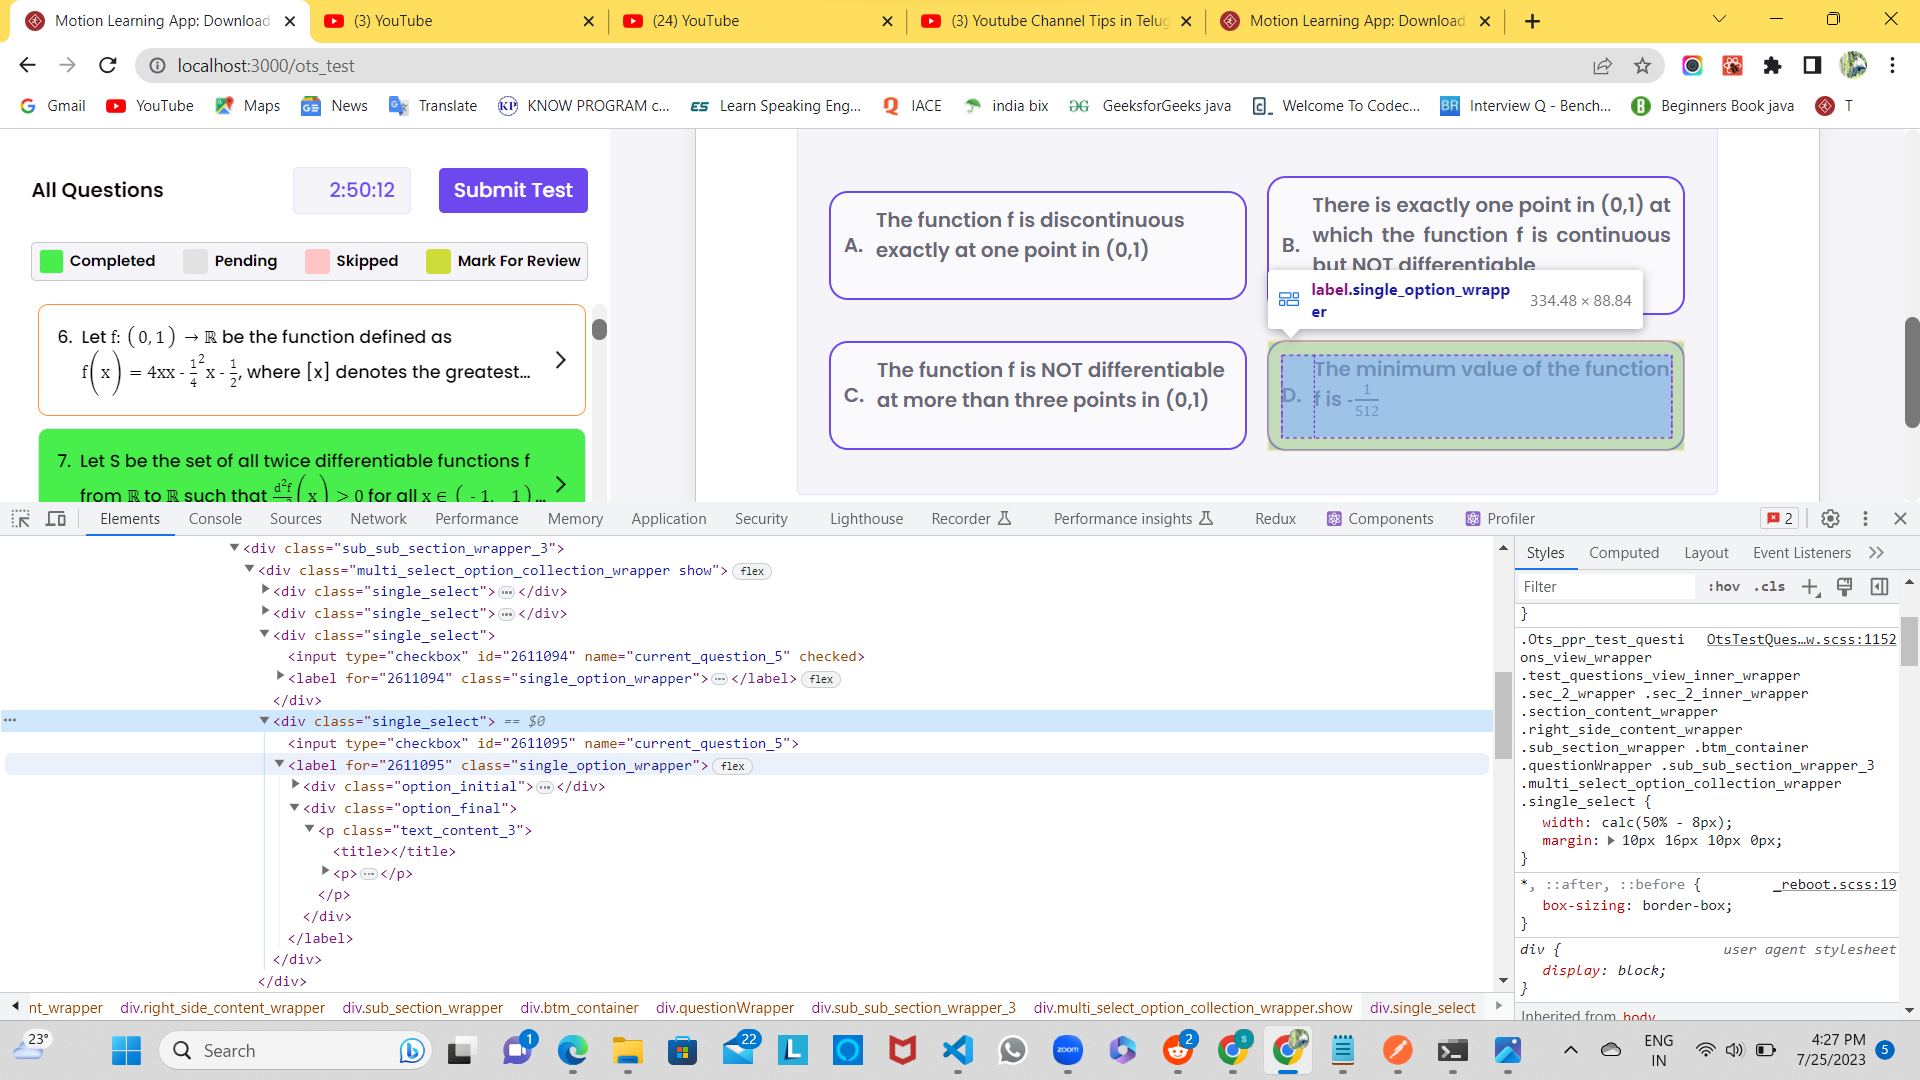 Motion Learning App: Download
(3) YouTube
(24) YouTube
(3) Youtube Channel Tips in Telug
Motion Learning App: Download
localhost:3000/ots_test
Gmail
YouTube
Maps
News
Translate
KNOW PROGRAM c...
Learn Speaking Eng...
IACE
india bix
GeeksforGeeks java
Welcome To Codec...
Interview Q - Bench...
Beginners Book java
T
All Questions
2:50:12
Submit Test
Completed
Pending
Skipped
Mark For Review
6. Let f: (0, 1) → ℝ be the function defined as
f(x) = 4xx - 1/4 ² x - 1/2, where [x] denotes the greatest...
7. Let S be the set of all twice differentiable functions f
from ℝ to ℝ such that d²f (x) > 0 for all x ∈ (-1, 1)...
A. The function f is discontinuous
exactly at one point in (0,1)
B. There is exactly one point in (0,1) at
which the function f is continuous
but NOT differentiable
label.single_option_wrapp
er
334.48 × 88.84
C. The function f is NOT differentiable
at more than three points in (0,1)
D. The minimum value of the function
f is - 1/512
Elements
Console
Sources
Network
Performance
Memory
Application
Security
Lighthouse
Recorder
Performance insights
Redux
Components
Profiler
2
<div class="sub_sub_section_wrapper_3">
<div class="multi_select_option_collection_wrapper show"> flex
<div class="single_select"> ... </div>
<div class="single_select"> ... </div>
<div class="single_select">
<input type="checkbox" id="2611094" name="current_question_5" checked>
<label for="2611094" class="single_option_wrapper"> ... </label> flex
</div>
<div class="single_select"> == $0
<input type="checkbox" id="2611095" name="current_question_5">
<label for="2611095" class="single_option_wrapper"> flex
<div class="option_initial"> ... </div>
<div class="option_final">
<p class="text_content_3">
<title></title>
<p> ... </p>
</p>
</div>
</label>
</div>
</div>
nt_wrapper
div.right_side_content_wrapper
div.sub_section_wrapper
div.btm_container
div.questionWrapper
div.sub_sub_section_wrapper_3
div.multi_select_option_collection_wrapper.show
div.single_select
Styles
Computed
Layout
Event Listeners
Filter
:hov
.cls
}
.Ots_ppr_test_questi OtsTestQues…w.scss:1152
ons_view_wrapper
.test_questions_view_inner_wrapper
.sec_2_wrapper .sec_2_inner_wrapper
.section_content_wrapper
.right_side_content_wrapper
.sub_section_wrapper .btm_container
.questionWrapper .sub_sub_section_wrapper_3
.multi_select_option_collection_wrapper
.single_select {
width: calc(50% - 8px);
margin: 10px 16px 10px 0px;
}
*, ::after, ::before { _reboot.scss:19
box-sizing: border-box;
}
div { user agent stylesheet
display: block;
}
Inherited from body
23°
Search
1
22
L
zoom
2
S
ENG
IN
4:27 PM
7/25/2023
5